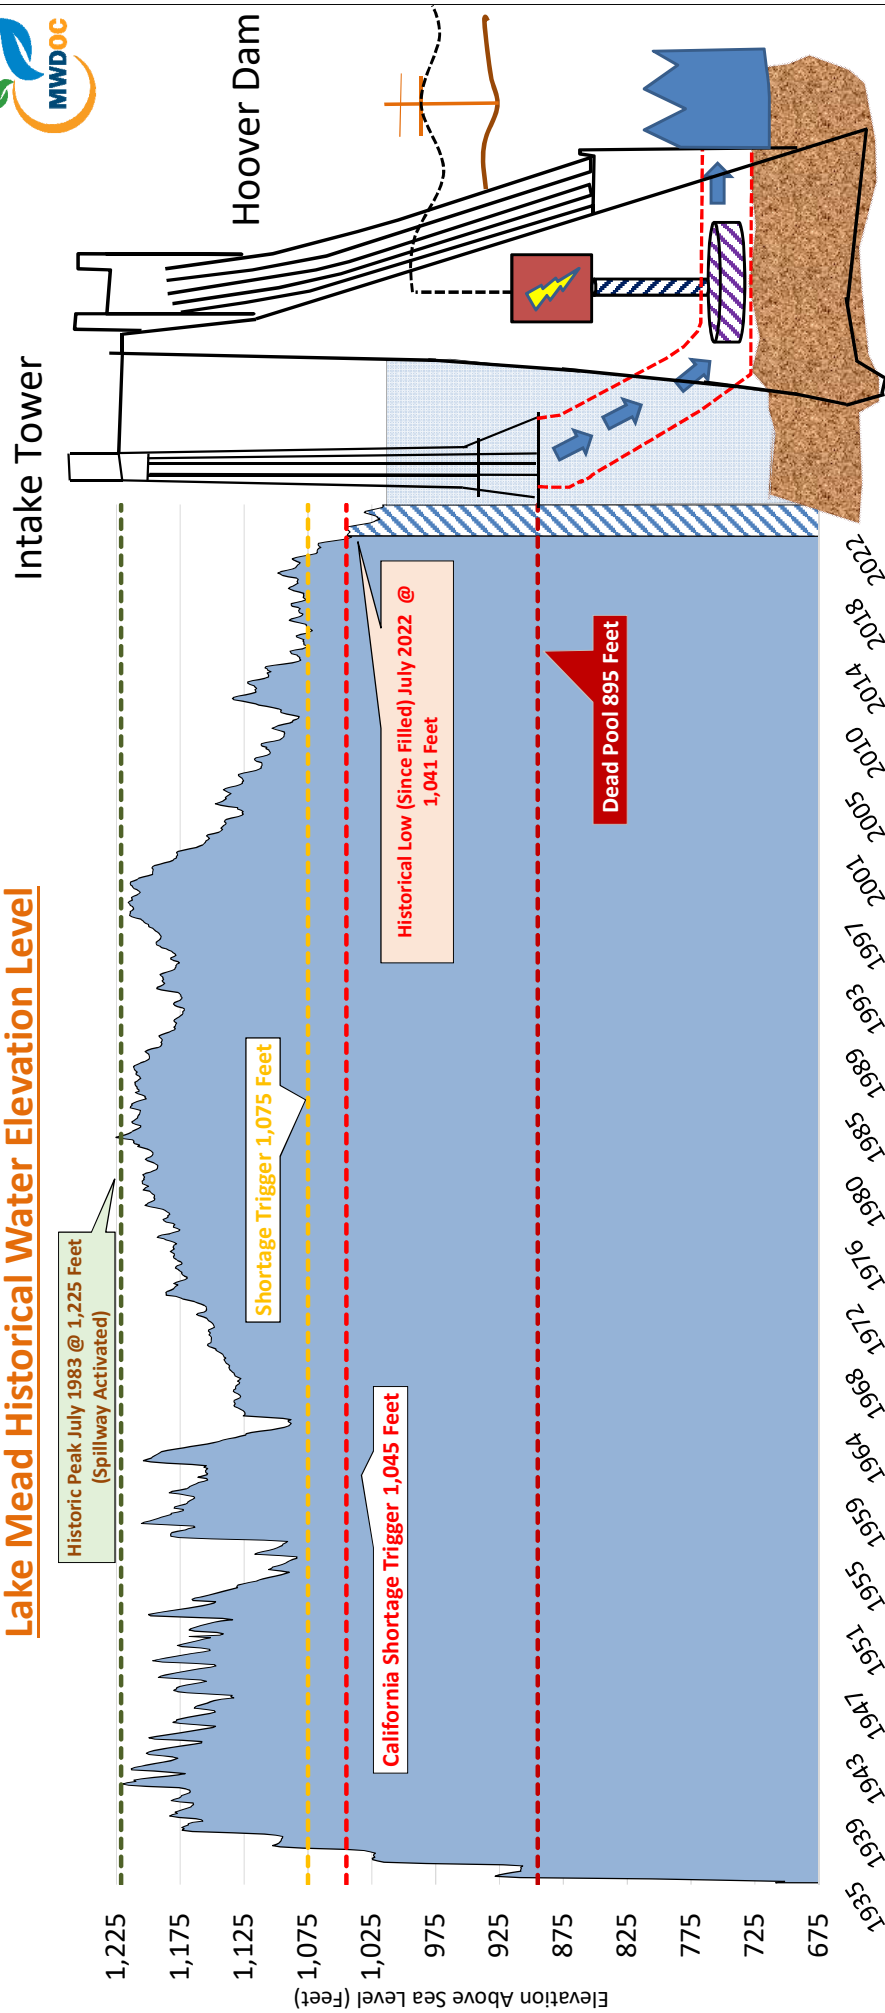 Lake Mead Historical Water Elevation Level
MWDOC
Intake Tower
Hoover Dam
Historic Peak July 1983 @ 1,225 Feet
(Spillway Activated)
Shortage Trigger 1,075 Feet
California Shortage Trigger 1,045 Feet
Historical Low (Since Filled) July 2022 @
1,041 Feet
Dead Pool 895 Feet
Elevation Above Sea Level (Feet)
1,225
1,175
1,125
1,075
1,025
975
925
875
825
775
725
675
1935
1939
1943
1947
1951
1955
1959
1964
1968
1972
1976
1980
1985
1989
1993
1997
2001
2005
2010
2014
2018
2022